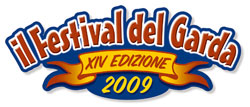 il Festival del Garda
XIV EDIZIONE
2009